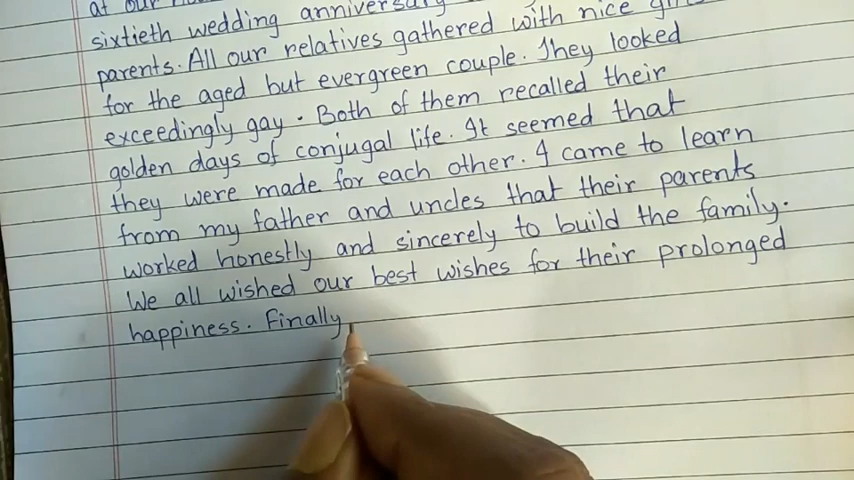 at our
sixtieth wedding anniversary
parents. All our relatives gathered with nice
for the aged but evergreen couple. They looked
exceedingly gay. Both of them recalled their
golden days of conjugal life. It seemed that
they were made for each other. I came to learn
from my father and uncles that their parents
worked honestly and sincerely to build the family.
We all wished our best wishes for their prolonged
happiness. Finally,